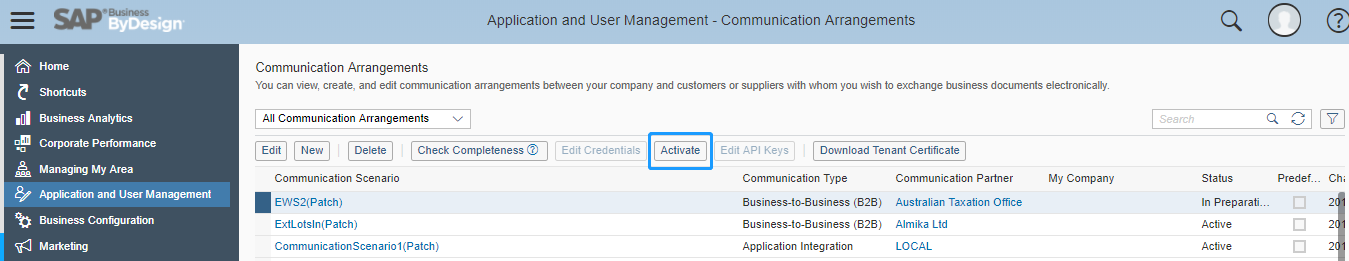 SAP Business ByDesign
Application and User Management - Communication Arrangements
Home
Shortcuts
Business Analytics
Corporate Performance
Managing My Area
Application and User Management
Business Configuration
Marketing
Communication Arrangements
You can view, create, and edit communication arrangements between your company and customers or suppliers with whom you wish to exchange business documents electronically.
All Communication Arrangements
Search
Edit New Delete Check Completeness Edit Credentials Activate Edit API Keys Download Tenant Certificate
Communication Scenario Communication Type Communication Partner My Company Status Predef... Cha
EWS2(Patch) Business-to-Business (B2B) Australian Taxation Office In Preparati... 201
ExtLotsIn(Patch) Business-to-Business (B2B) Almika Ltd Active 201
CommunicationScenario1(Patch) Application Integration LOCAL Active 201